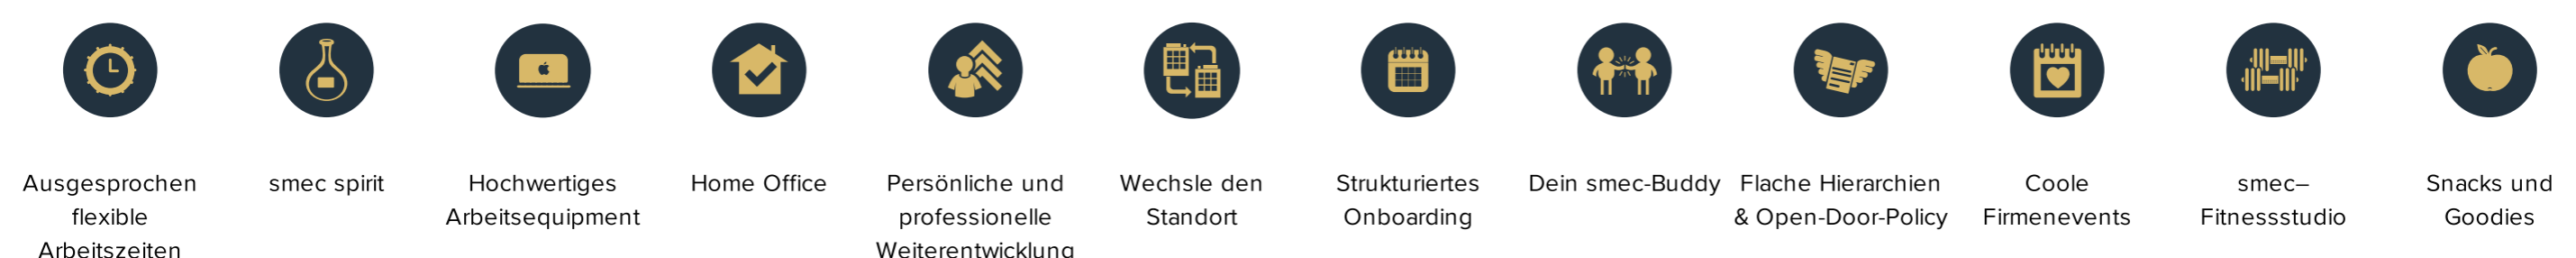 Ausgesprochen
flexible
Arbeitszeiten
smec spirit
Hochwertiges
Arbeitsequipment
Home Office
Persönliche und
professionelle
Weiterentwicklung
Wechsle den
Standort
Strukturiertes
Onboarding
Dein smec-Buddy
Flache Hierarchien
& Open-Door-Policy
Coole
Firmenevents
smec–
Fitnessstudio
Snacks und
Goodies